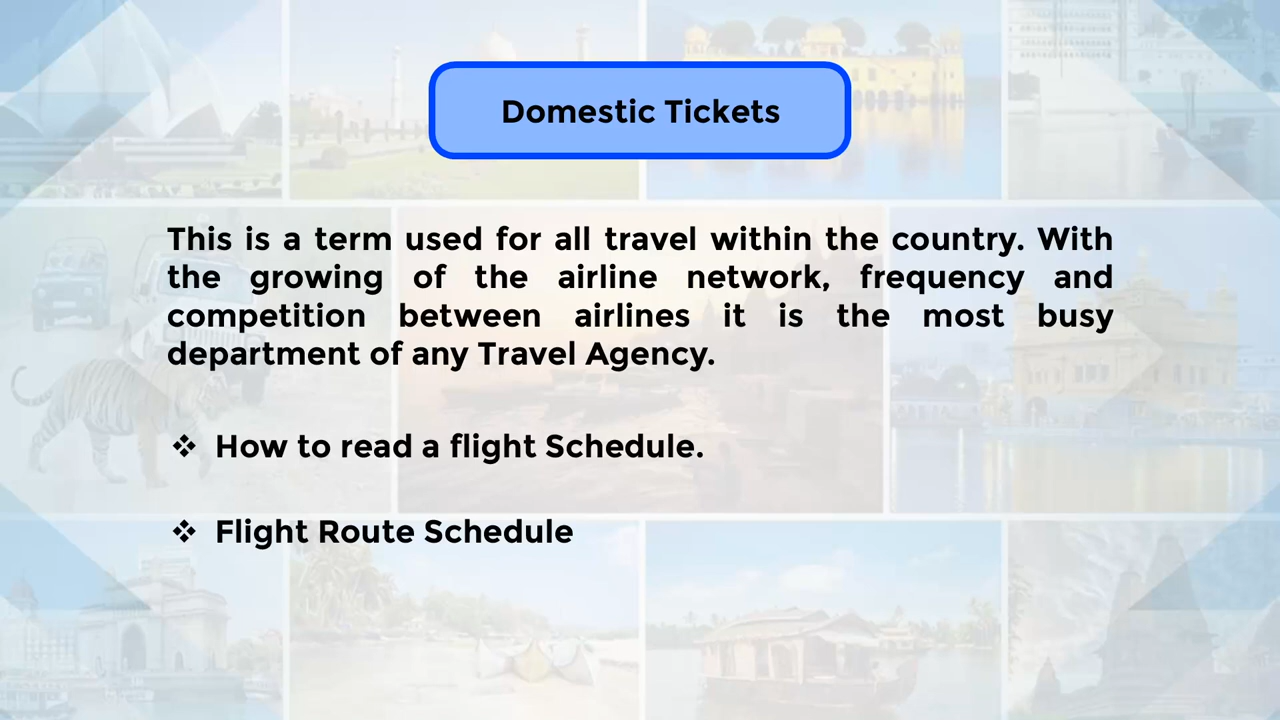 Domestic Tickets
This is a term used for all travel within the country. With
the growing of the airline network, frequency and
competition between airlines it is the most busy
department of any Travel Agency.
❖ How to read a flight Schedule.
❖ Flight Route Schedule